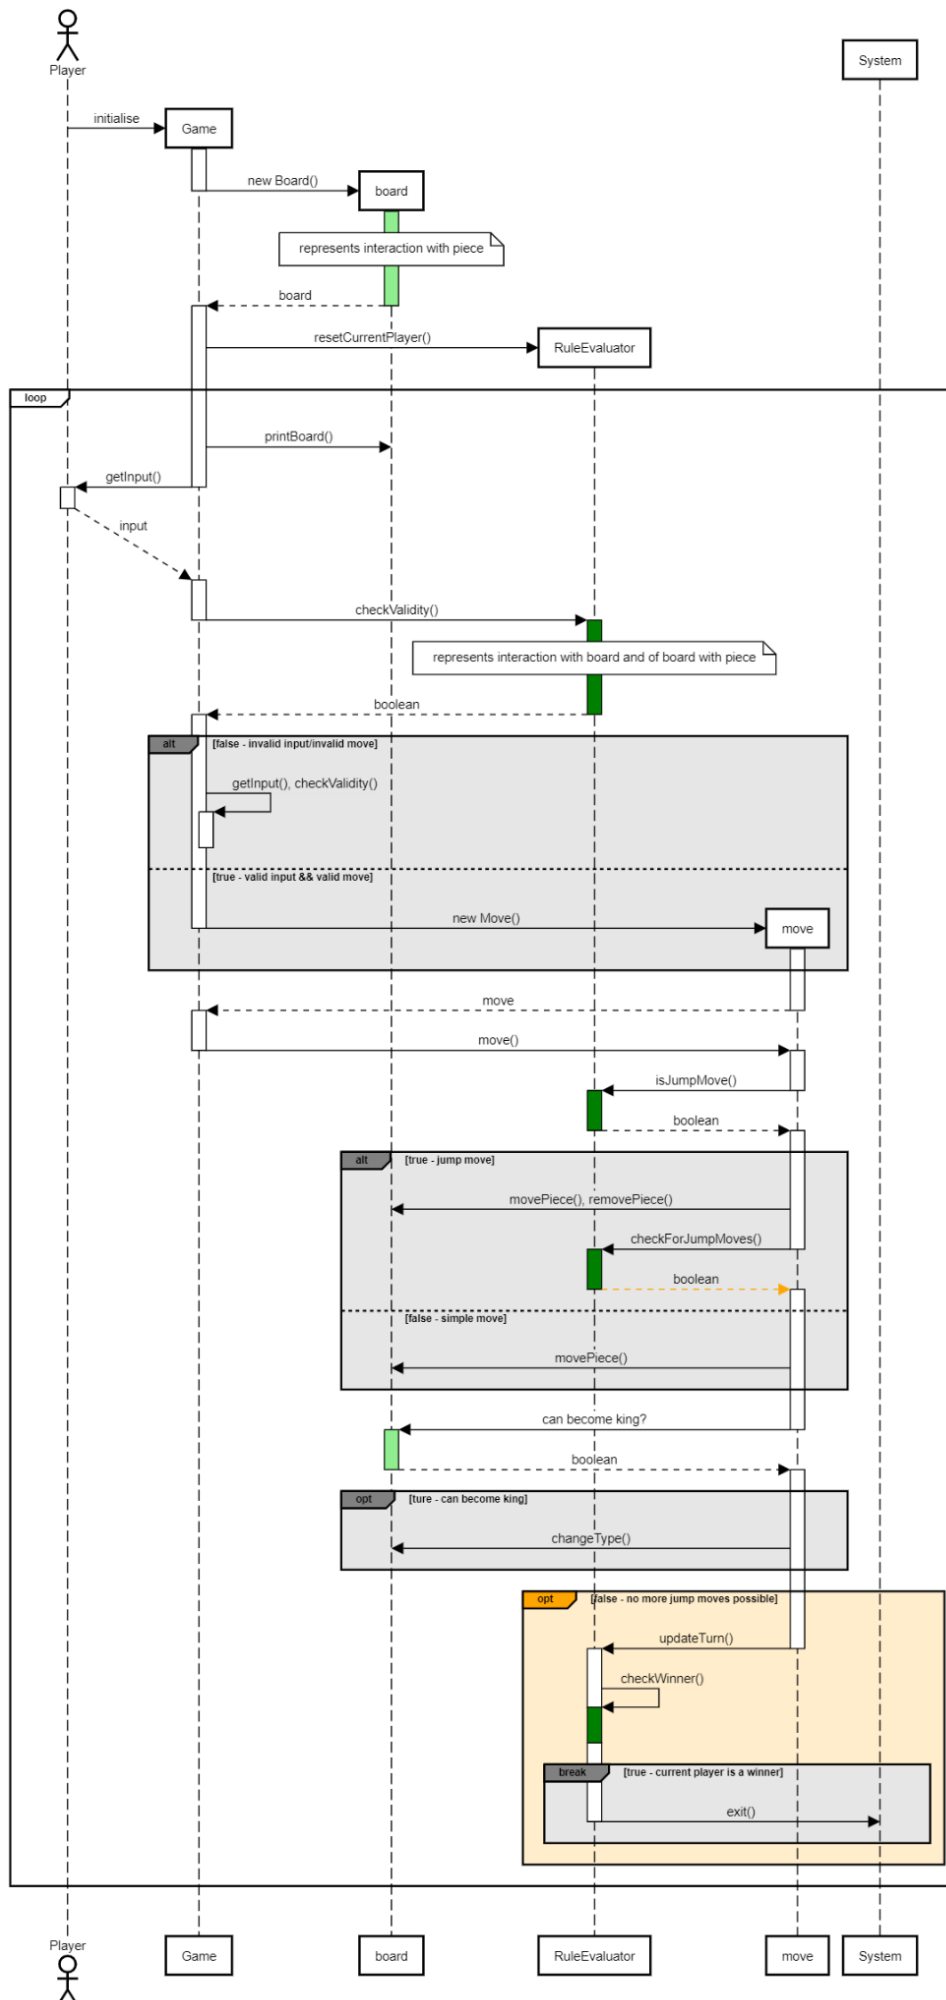 Player
System
initialise
Game
new Board()
board
represents interaction with piece
board
resetCurrentPlayer()
RuleEvaluator
loop
printBoard()
getInput()
input
checkValidity()
represents interaction with board and of board with piece
boolean
alt [false - invalid input/invalid move]
getInput(), checkValidity()
[true - valid input && valid move]
new Move()
move
move
move()
isJumpMove()
boolean
alt [true - jump move]
movePiece(), removePiece()
checkForJumpMoves()
boolean
[false - simple move]
movePiece()
can become king?
boolean
opt [ture - can become king]
changeType()
opt [false - no more jump moves possible]
updateTurn()
checkWinner()
break [true - current player is a winner]
exit()
Player
Game
board
RuleEvaluator
move
System